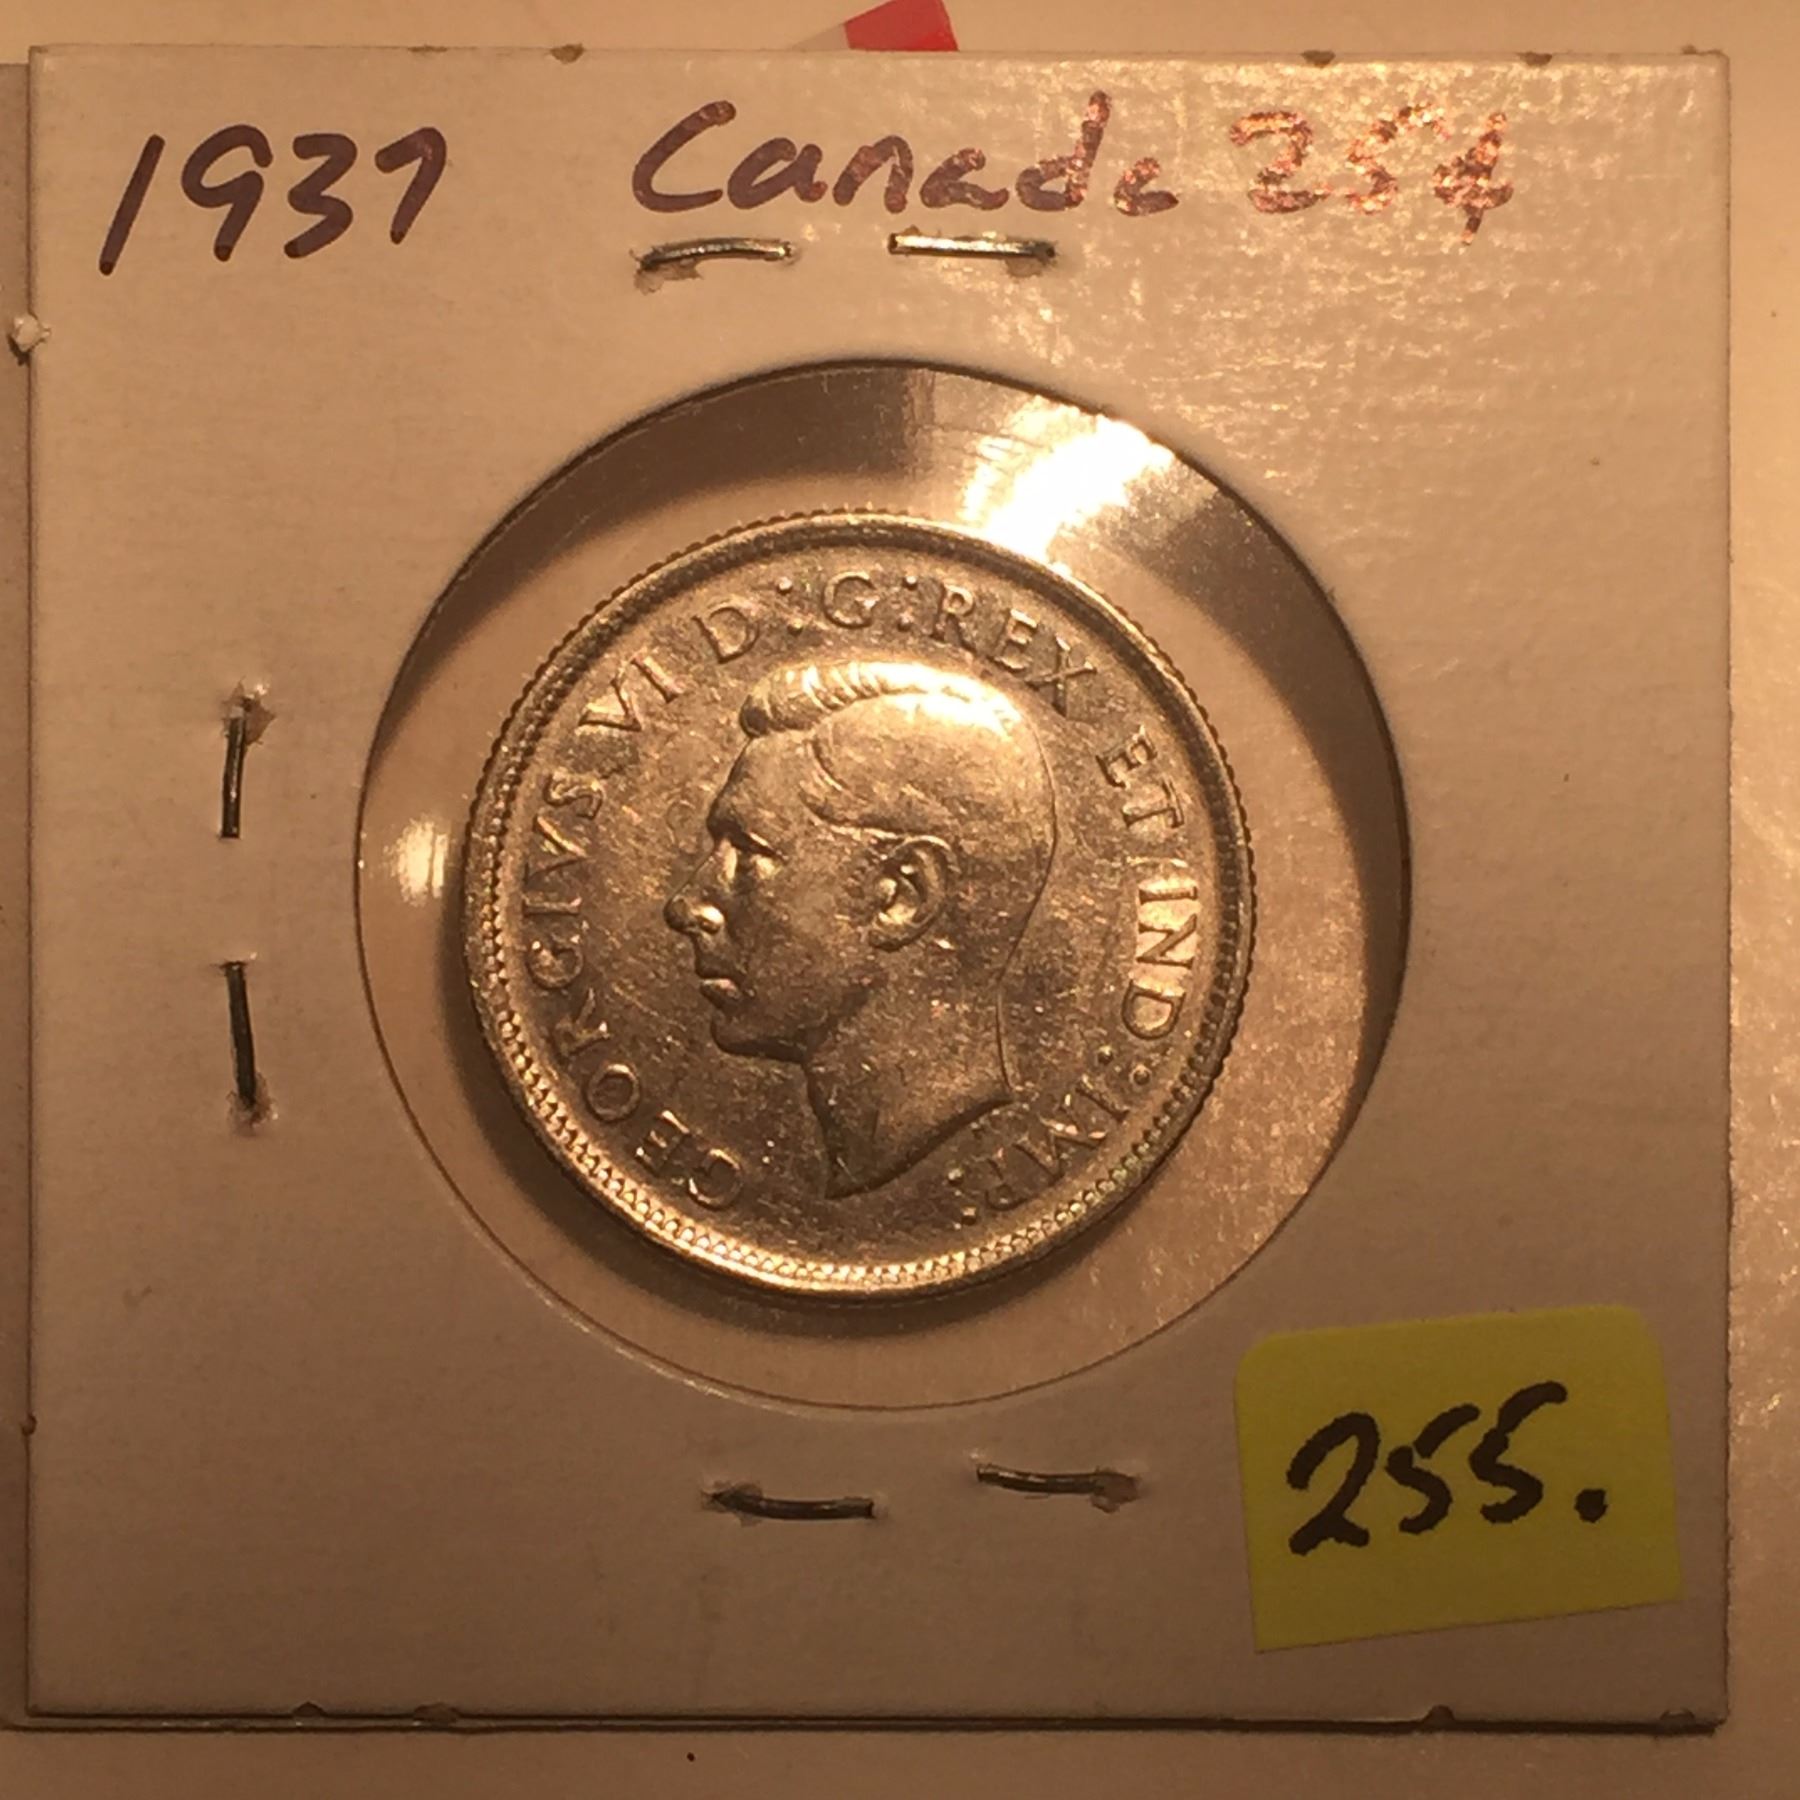 1937 Canada 25¢
GEORGIVS VI D:G:REX ET IND:IMP:
255.